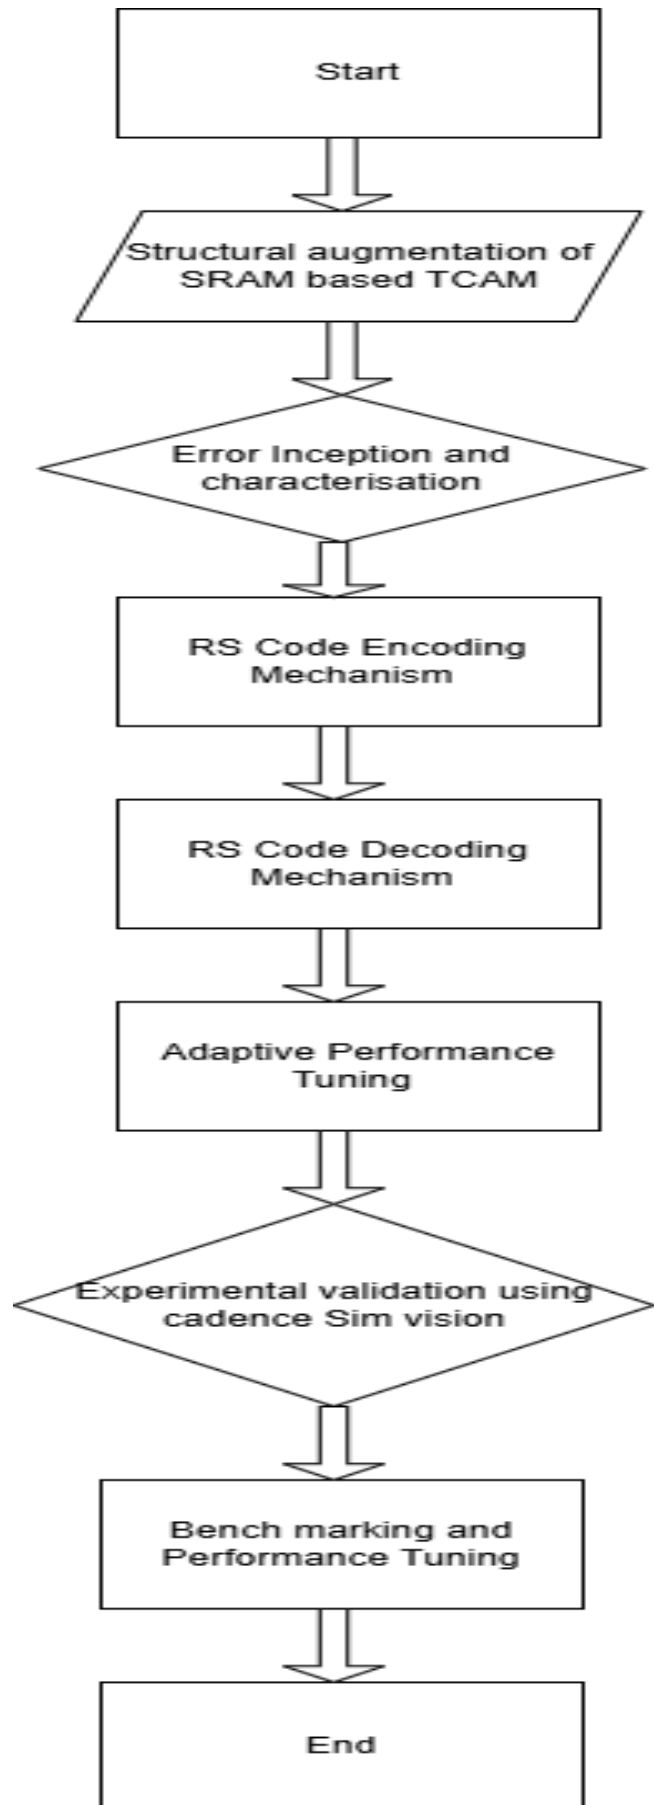 Start
Structural augmentation of
SRAM based TCAM
Error Inception and
characterisation
RS Code Encoding
Mechanism
RS Code Decoding
Mechanism
Adaptive Performance
Tuning
Experimental validation using
cadence Sim vision
Bench marking and
Performance Tuning
End